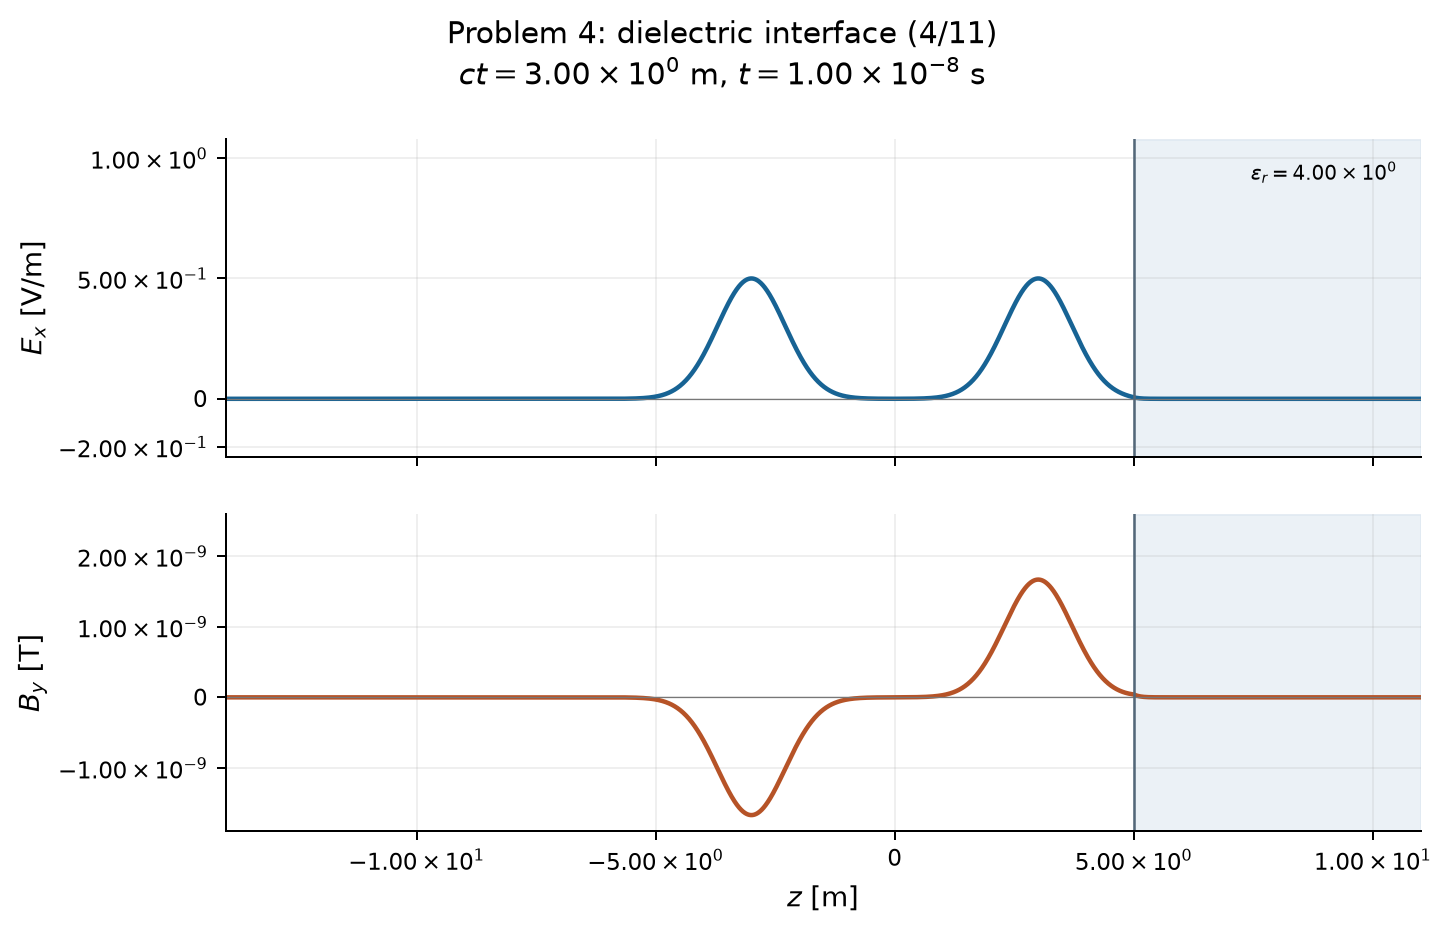 Problem 4: dielectric interface (4/11)
ct = 3.00 × 10⁰ m, t = 1.00 × 10⁻⁸ s
1.00 × 10⁰
5.00 × 10⁻¹
0
−2.00 × 10⁻¹
Eₓ [V/m]
εᵣ = 4.00 × 10⁰
2.00 × 10⁻⁹
1.00 × 10⁻⁹
0
−1.00 × 10⁻⁹
B_y [T]
−1.00 × 10¹ −5.00 × 10⁰ 0 5.00 × 10⁰ 1.00 × 10¹
z [m]